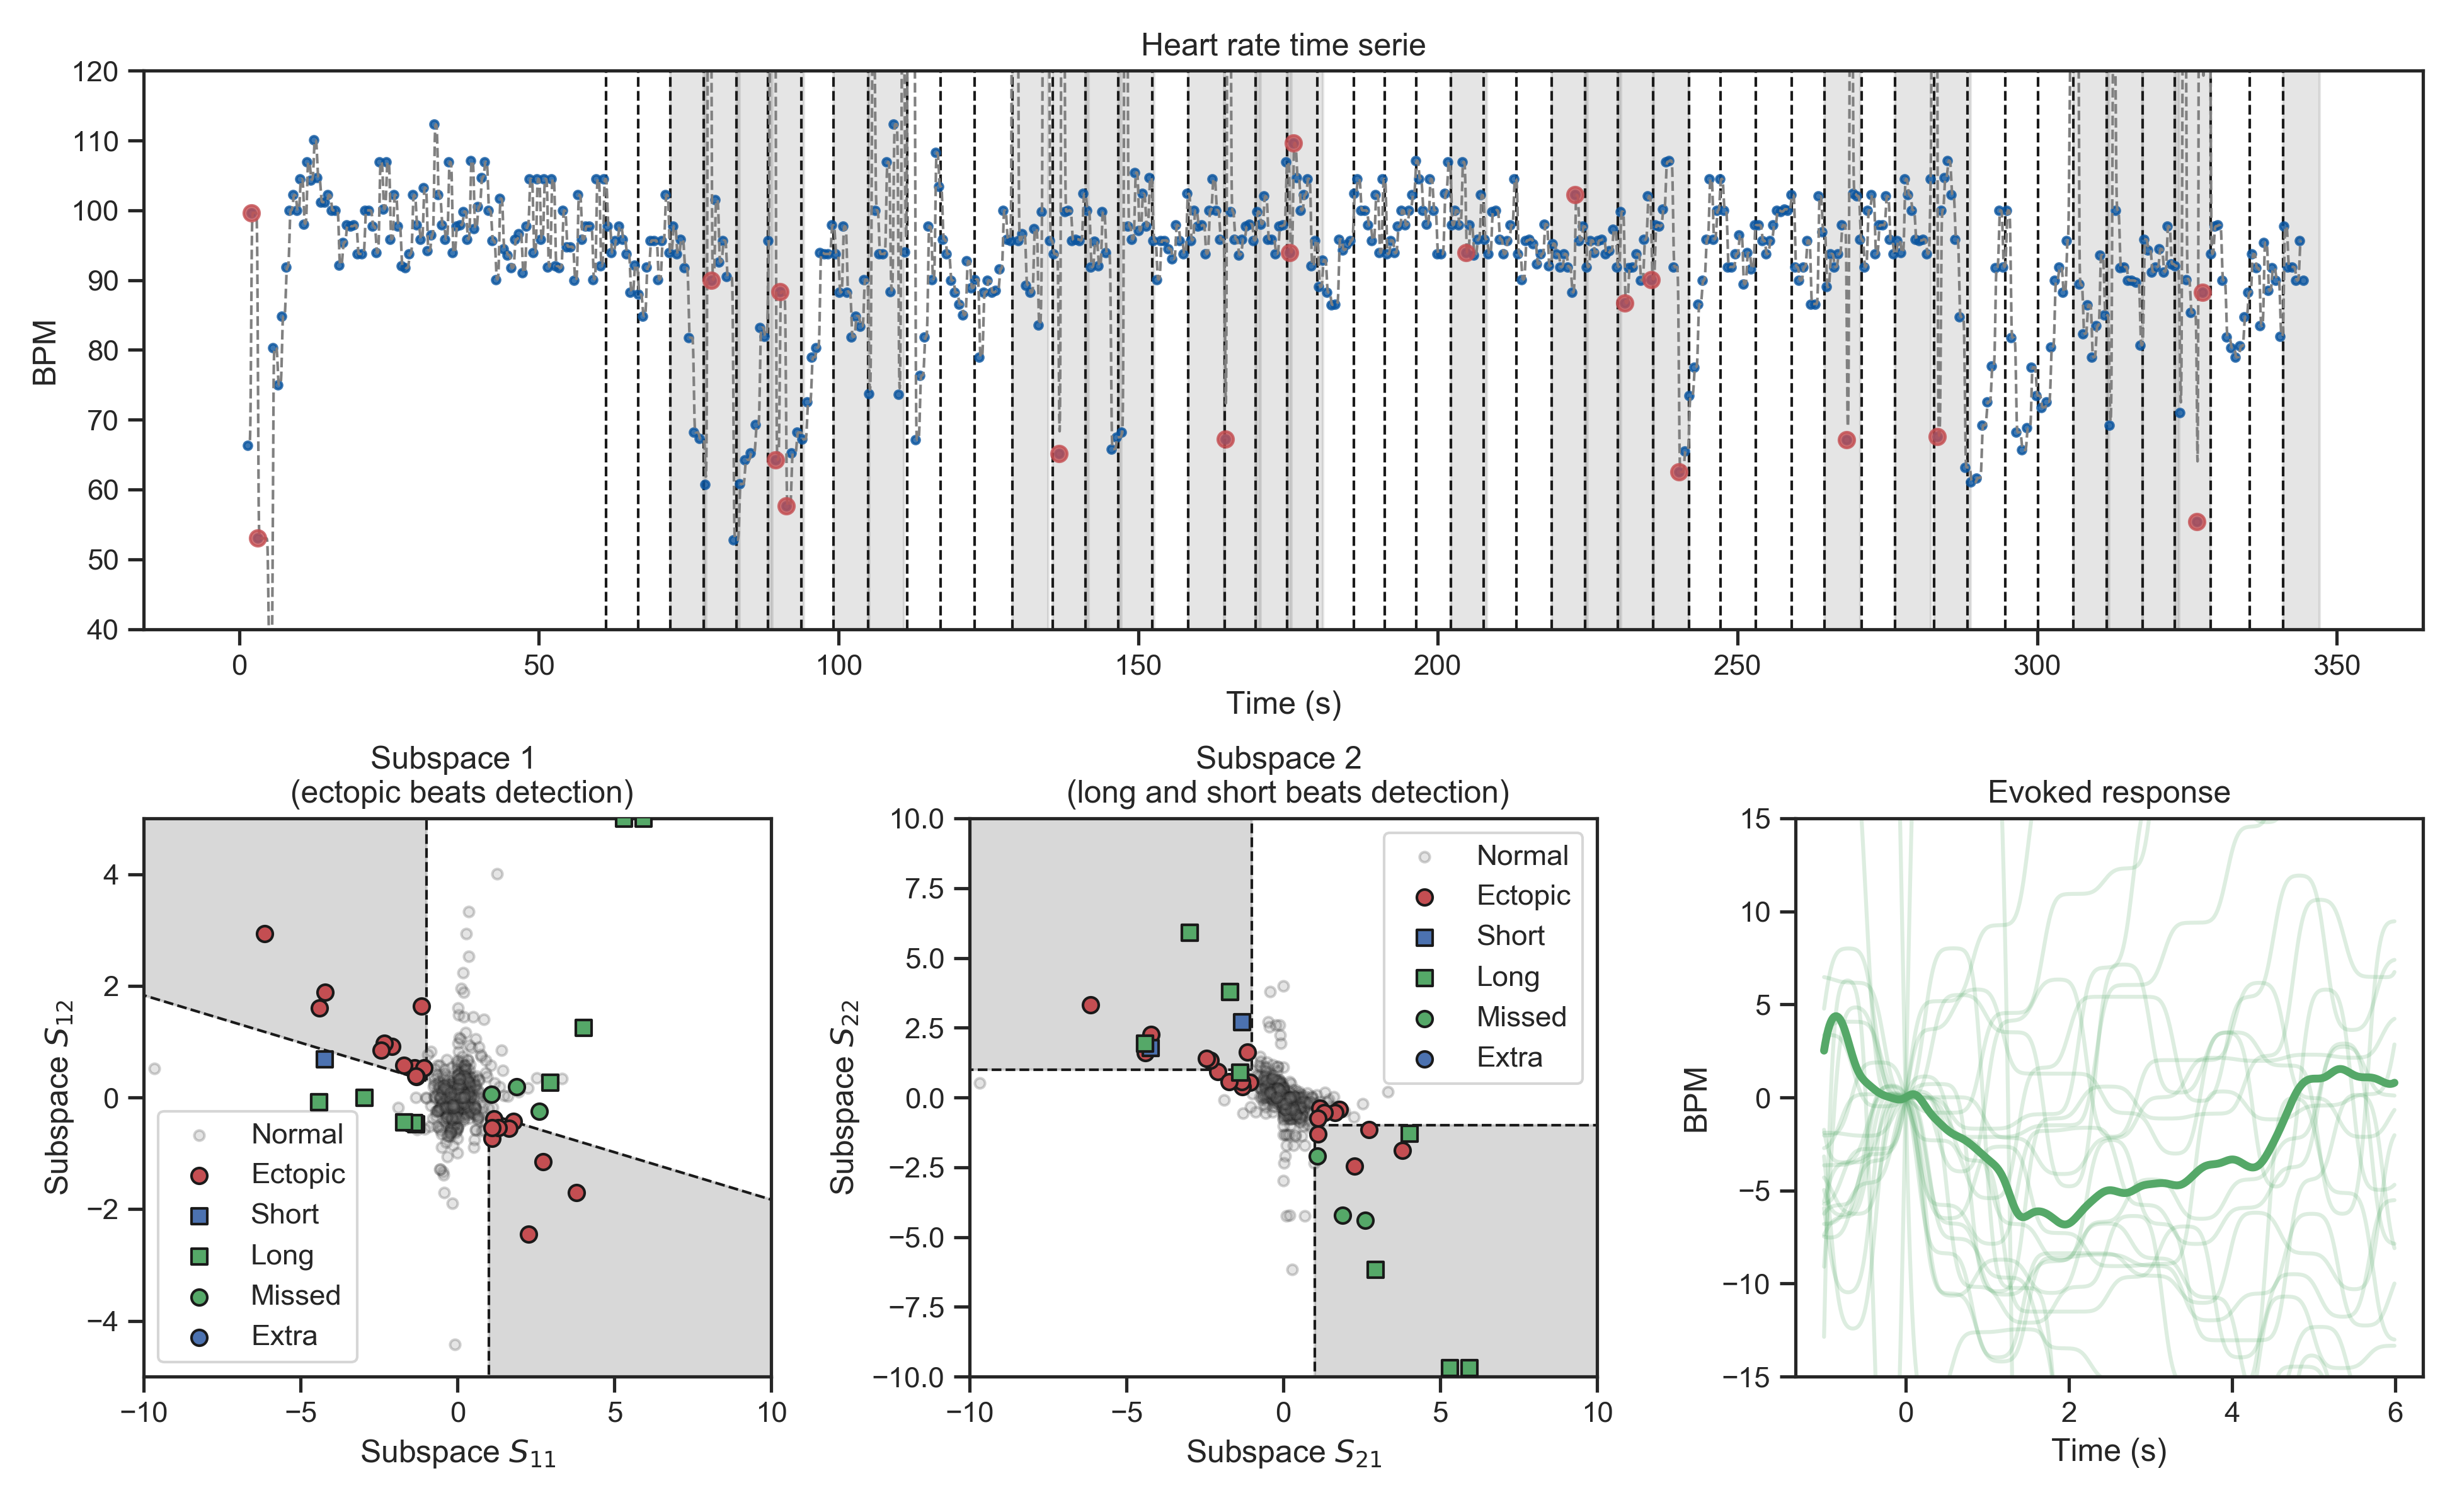 Heart rate time serie
120
110
100
90
80
70
60
50
40
BPM
0 50 100 150 200 250 300 350
Time (s)
Subspace 1
(ectopic beats detection)
4
2
0
−2
−4
Subspace S12
Normal
Ectopic
Short
Long
Missed
Extra
−10 −5 0 5 10
Subspace S11
Subspace 2
(long and short beats detection)
10.0
7.5
5.0
2.5
0.0
−2.5
−5.0
−7.5
−10.0
Subspace S22
Normal
Ectopic
Short
Long
Missed
Extra
−10 −5 0 5 10
Subspace S21
Evoked response
15
10
5
0
−5
−10
−15
BPM
0 2 4 6
Time (s)